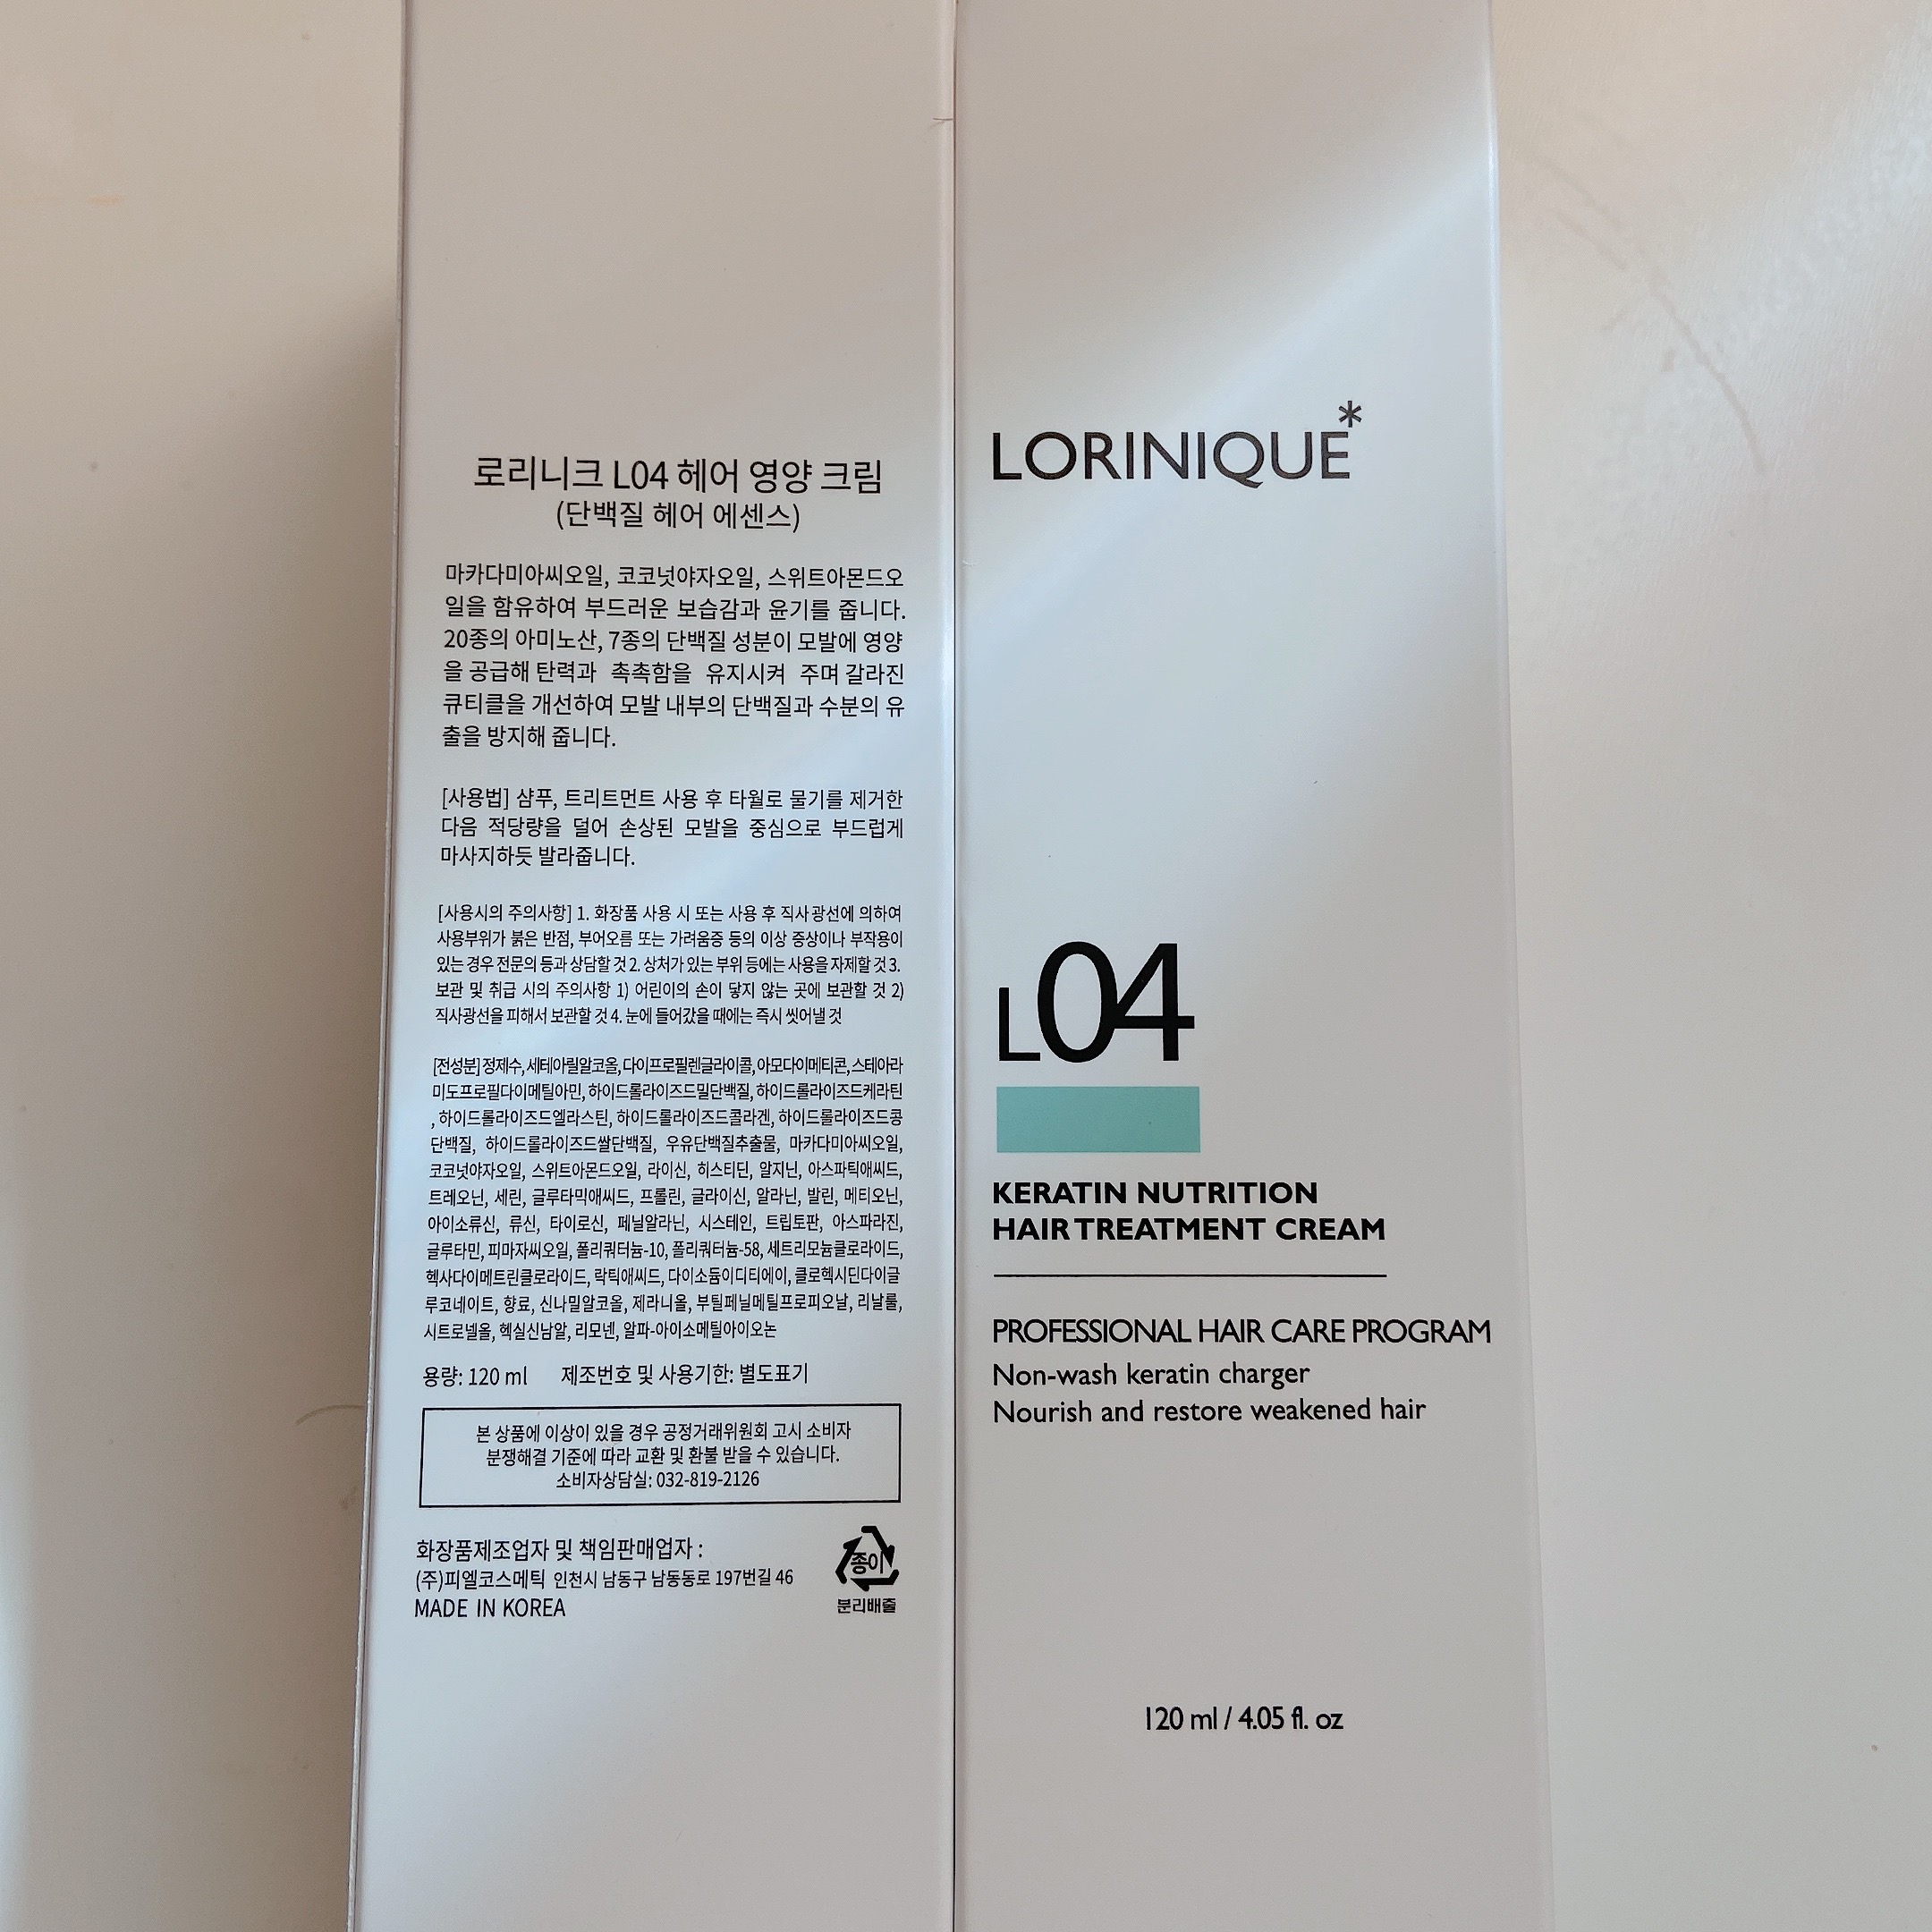 로리니크 L04 헤어 영양 크림
(단백질 헤어 에센스)
마카다미아씨오일, 코코넛야자오일, 스위트아몬드오
일을 함유하여 부드러운 보습감과 윤기를 줍니다.
20종의 아미노산, 7종의 단백질 성분이 모발에 영양
을 공급해 탄력과 촉촉함을 유지시켜 주며 갈라진
큐티클을 개선하여 모발 내부의 단백질과 수분의 유
출을 방지해 줍니다.
[사용법] 샴푸, 트리트먼트 사용 후 타월로 물기를 제거한
다음 적당량을 덜어 손상된 모발을 중심으로 부드럽게
마사지하듯 발라줍니다.
[사용시의 주의사항] 1. 화장품 사용 시 또는 사용 후 직사광선에 의하여
사용부위가 붉은 반점, 부어오름 또는 가려움증 등의 이상 증상이나 부작용이
있는 경우 전문의 등과 상담할 것 2. 상처가 있는 부위 등에는 사용을 자제할 것 3.
보관 및 취급 시의 주의사항 1) 어린이의 손이 닿지 않는 곳에 보관할 것 2)
직사광선을 피해서 보관할 것 4. 눈에 들어갔을 때에는 즉시 씻어낼 것
[전성분] 정제수, 세테아릴알코올, 다이프로필렌글라이콜, 아모다이메티콘, 스테아라
미도프로필다이메틸아민, 하이드롤라이즈드밀단백질, 하이드롤라이즈드케라틴
, 하이드롤라이즈드엘라스틴, 하이드롤라이즈드콜라겐, 하이드롤라이즈드콩
단백질, 하이드롤라이즈드쌀단백질, 우유단백질추출물, 마카다미아씨오일,
코코넛야자오일, 스위트아몬드오일, 라이신, 히스티딘, 알지닌, 아스파틱애씨드,
트레오닌, 세린, 글루타믹애씨드, 프롤린, 글라이신, 알라닌, 발린, 메티오닌,
아이소류신, 류신, 타이로신, 페닐알라닌, 시스테인, 트립토판, 아스파라진,
글루타민, 피마자씨오일, 폴리쿼터늄-10, 폴리쿼터늄-58, 세트리모늄클로라이드,
헥사다이메트린클로라이드, 락틱애씨드, 다이소듐이디티에이, 클로헥시딘다이글
루코네이트, 향료, 신나밀알코올, 제라니올, 부틸페닐메틸프로피오날, 리날룰,
시트로넬올, 헥실신남알, 리모넨, 알파-아이소메틸아이오논
용량: 120 ml 제조번호 및 사용기한: 별도표기
본 상품에 이상이 있을 경우 공정거래위원회 고시 소비자
분쟁해결 기준에 따라 교환 및 환불 받을 수 있습니다.
소비자상담실: 032-819-2126
화장품제조업자 및 책임판매업자 :
(주)피엘코스메틱 인천시 남동구 남동동로 197번길 46
MADE IN KOREA
종이
분리배출
LORINIQUE*
L04
KERATIN NUTRITION
HAIR TREATMENT CREAM
PROFESSIONAL HAIR CARE PROGRAM
Non-wash keratin charger
Nourish and restore weakened hair
120 ml / 4.05 fl. oz